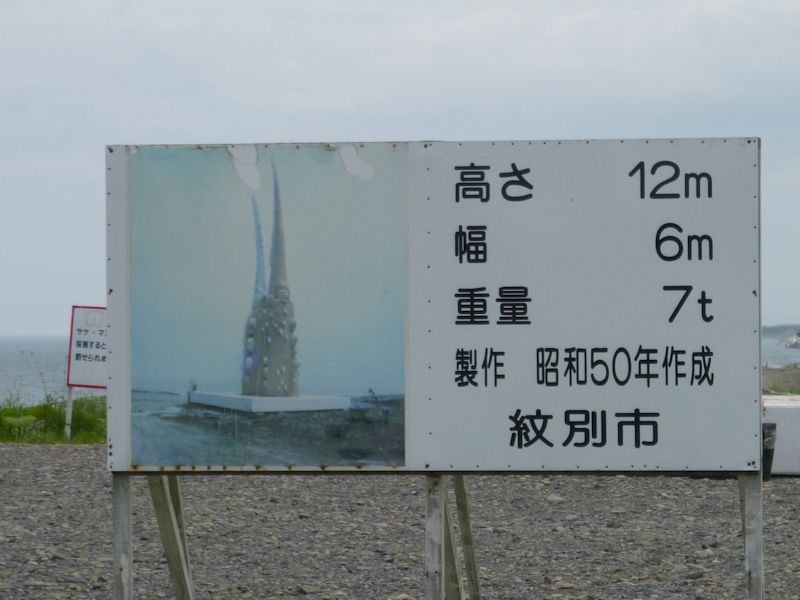 高さ 12m
幅 6m
重量 7t
製作 昭和50年作成
紋別市
サケ・マ
採捕すると
罰せられま